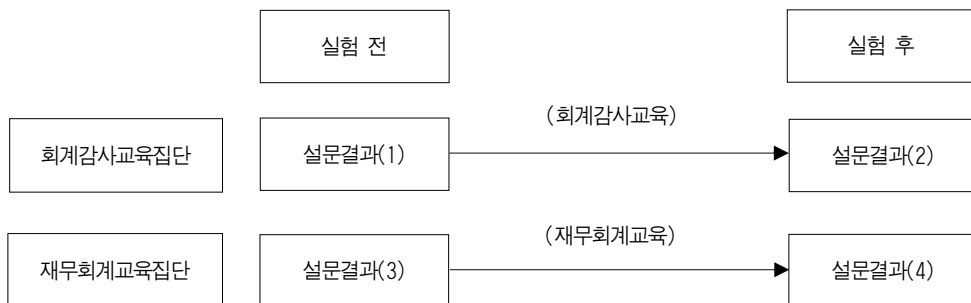 실험 전
실험 후
(회계감사교육)
회계감사교육집단
설문결과(1)
설문결과(2)
(재무회계교육)
재무회계교육집단
설문결과(3)
설문결과(4)